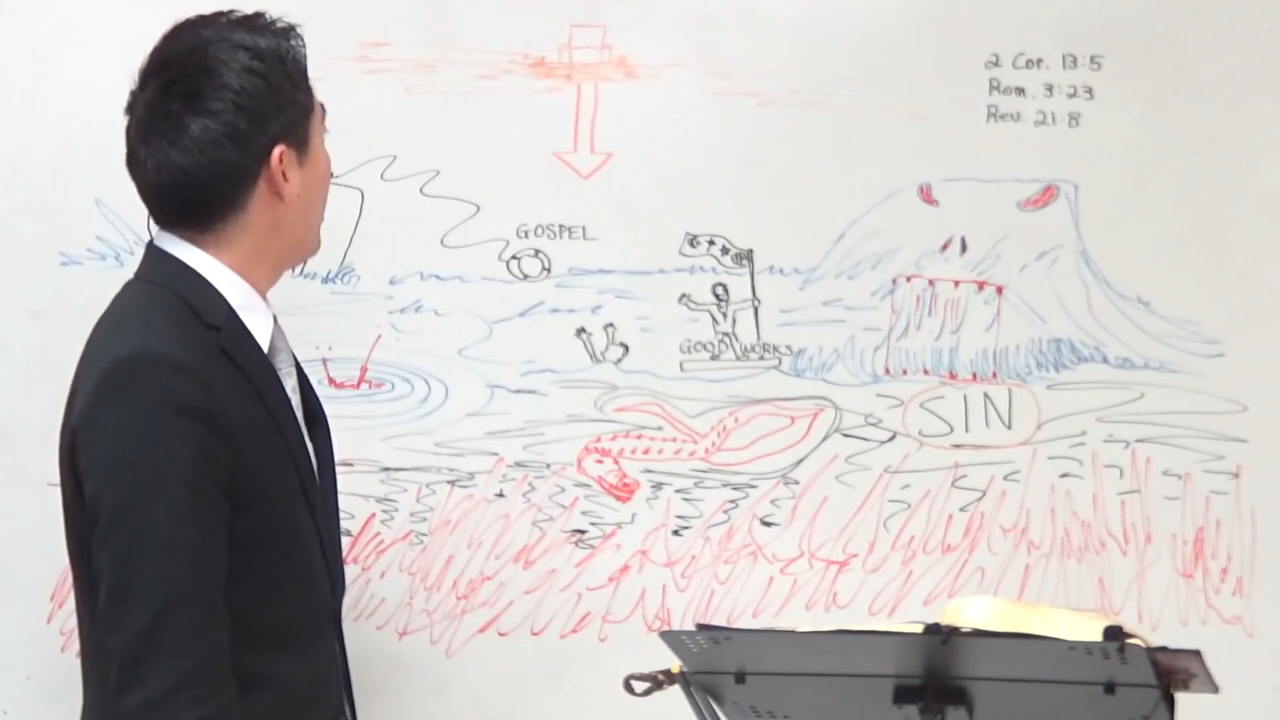 2 Cor. 13:5
Rom. 3:23
Rev. 21 8
GOSPEL
GOOD WORKS
SIN